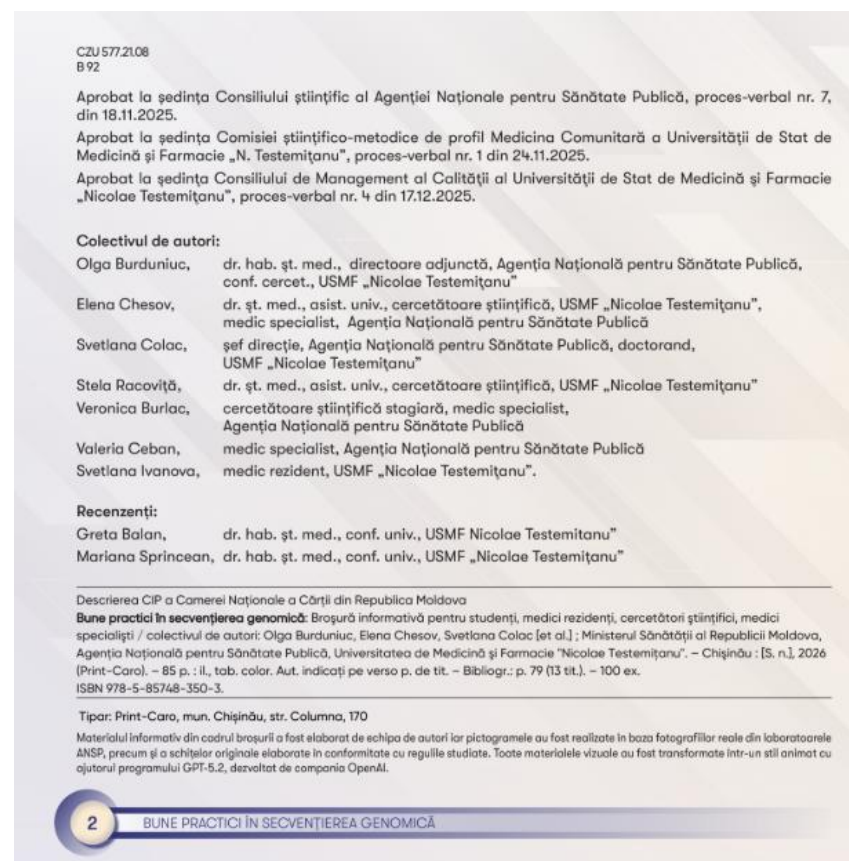 CZU 577.21.08
B 92
Aprobat la ședința Consiliului științific al Agenției Naționale pentru Sănătate Publică, proces-verbal nr. 7,
din 18.11.2025.
Aprobat la ședința Comisiei științifico-metodice de profil Medicina Comunitară a Universității de Stat de
Medicină și Farmacie „N. Testemițanu”, proces-verbal nr. 1 din 24.11.2025.
Aprobat la ședința Consiliului de Management al Calității al Universității de Stat de Medicină și Farmacie
„Nicolae Testemițanu”, proces-verbal nr. 4 din 17.12.2025.
Colectivul de autori:
Olga Burduniuc, dr. hab. șt. med., directoare adjunctă, Agenția Națională pentru Sănătate Publică,
conf. cercet., USMF „Nicolae Testemițanu”
Elena Chesov, dr. șt. med., asist. univ., cercetătoare științifică, USMF „Nicolae Testemițanu”,
medic specialist, Agenția Națională pentru Sănătate Publică
Svetlana Colac, șef direcție, Agenția Națională pentru Sănătate Publică, doctorand,
USMF „Nicolae Testemițanu”
Stela Racoviță, dr. șt. med., asist. univ., cercetătoare științifică, USMF „Nicolae Testemițanu”
Veronica Burlac, cercetătoare științifică stagiară, medic specialist,
Agenția Națională pentru Sănătate Publică
Valeria Ceban, medic specialist, Agenția Națională pentru Sănătate Publică
Svetlana Ivanova, medic rezident, USMF „Nicolae Testemițanu”.
Recenzenți:
Greta Balan, dr. hab. șt. med., conf. univ., USMF Nicolae Testemitanu”
Mariana Sprincean, dr. hab. șt. med., conf. univ., USMF „Nicolae Testemițanu”
Descrierea CIP a Camerei Naționale a Cărții din Republica Moldova
Bune practici în secvențierea genomică: Broșură informativă pentru studenți, medici rezidenți, cercetători științifici, medici
specialiști / colectivul de autori: Olga Burduniuc, Elena Chesov, Svetlana Colac [et al.] ; Ministerul Sănătății al Republicii Moldova,
Agenția Națională pentru Sănătate Publică, Universitatea de Medicină și Farmacie "Nicolae Testemițanu". – Chișinău : [S. n.], 2026
(Print-Caro). – 85 p. : il., tab. color. Aut. indicați pe verso p. de tit. – Bibliogr.: p. 79 (13 tit.). – 100 ex.
ISBN 978-5-85748-350-3.
Tipar: Print-Caro, mun. Chișinău, str. Columna, 170
Materialul informativ din cadrul broșurii a fost elaborat de echipa de autori iar pictogramele au fost realizate în baza fotografiilor reale din laboratoarele
ANSP, precum și a schițelor originale elaborate în conformitate cu regulile studiate. Toate materialele vizuale au fost transformate într-un stil animat cu
ajutorul programului GPT-5.2, dezvoltat de compania OpenAI.
2 BUNE PRACTICI ÎN SECVENȚIEREA GENOMICĂ